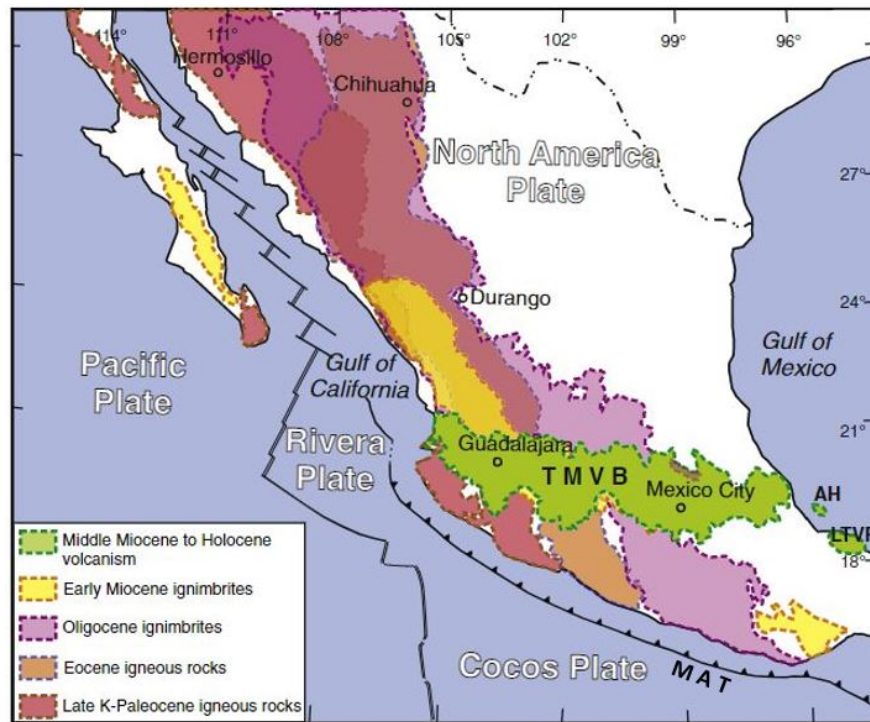 114°
111°
108°
105°
102°
99°
96°
Hermosillo
Chihuahua
North America
Plate
27°
Durango
24°
Pacific
Plate
Gulf of
California
Gulf of
Mexico
Rivera
Plate
21°
Guadalajara
T M V B
Mexico City
AH
LTVF
18°
Cocos Plate
M A T
Middle Miocene to Holocene
volcanism
Early Miocene ignimbrites
Oligocene ignimbrites
Eocene igneous rocks
Late K-Paleocene igneous rocks